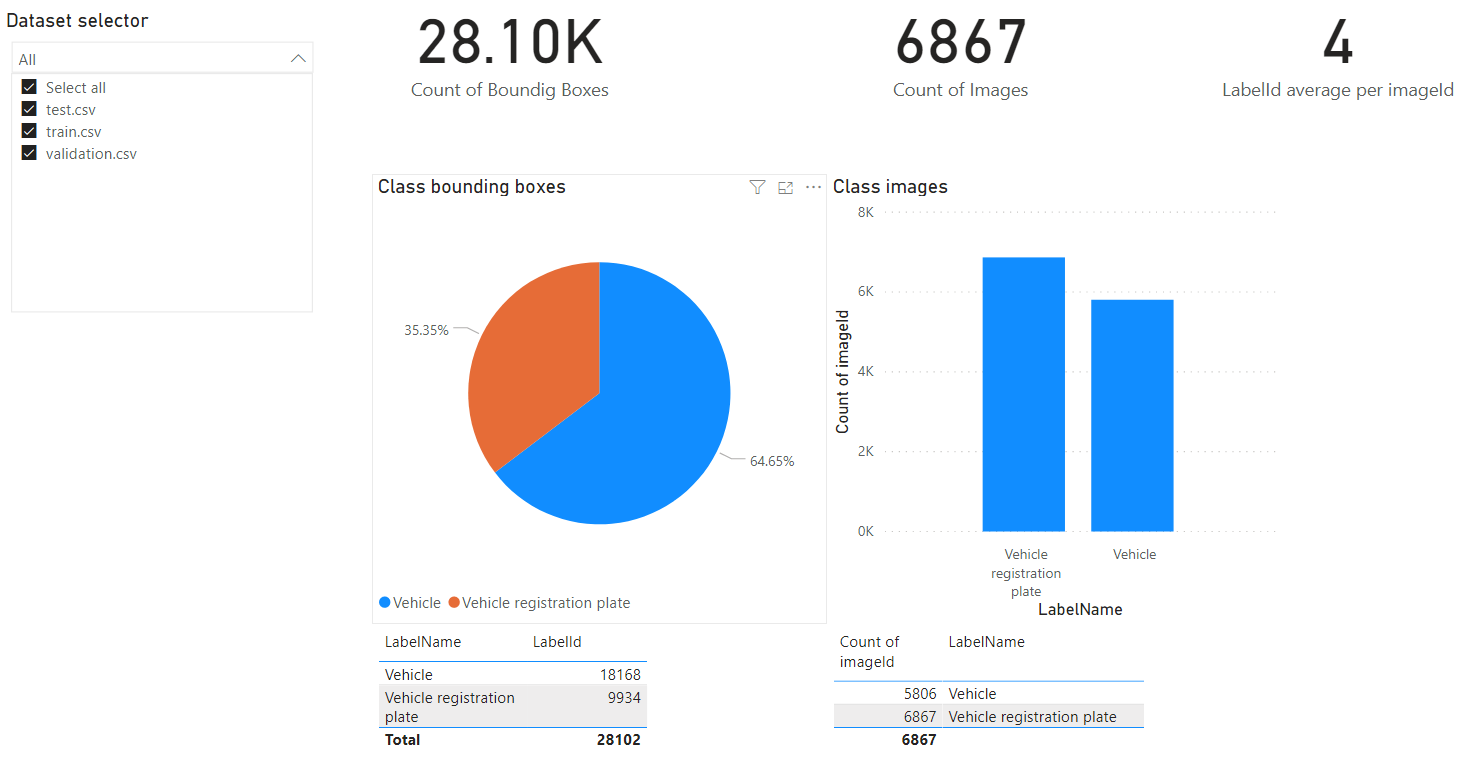 Dataset selector
All
Select all
test.csv
train.csv
validation.csv
28.10K
Count of Boundig Boxes
6867
Count of Images
4
LabelId average per imageId
Class bounding boxes
35.35%
64.65%
Vehicle Vehicle registration plate
LabelName LabelId
Vehicle 18168
Vehicle registration 9934
plate
Total 28102
Class images
8K
6K
4K
2K
0K
Count of imageId
Vehicle
registration
plate
Vehicle
LabelName
Count of LabelName
imageId
5806 Vehicle
6867 Vehicle registration plate
6867